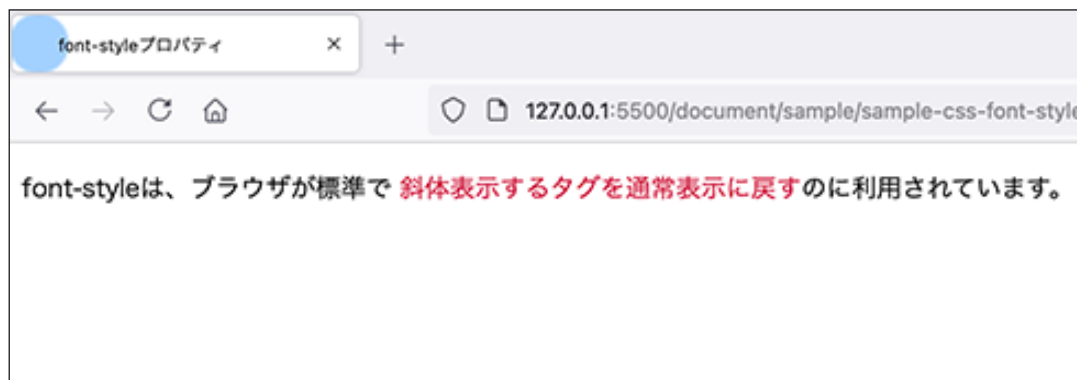 font-styleプロパティ
127.0.0.1:5500/document/sample/sample-css-font-style
font-styleは、ブラウザが標準で 斜体表示するタグを通常表示に戻すのに利用されています。